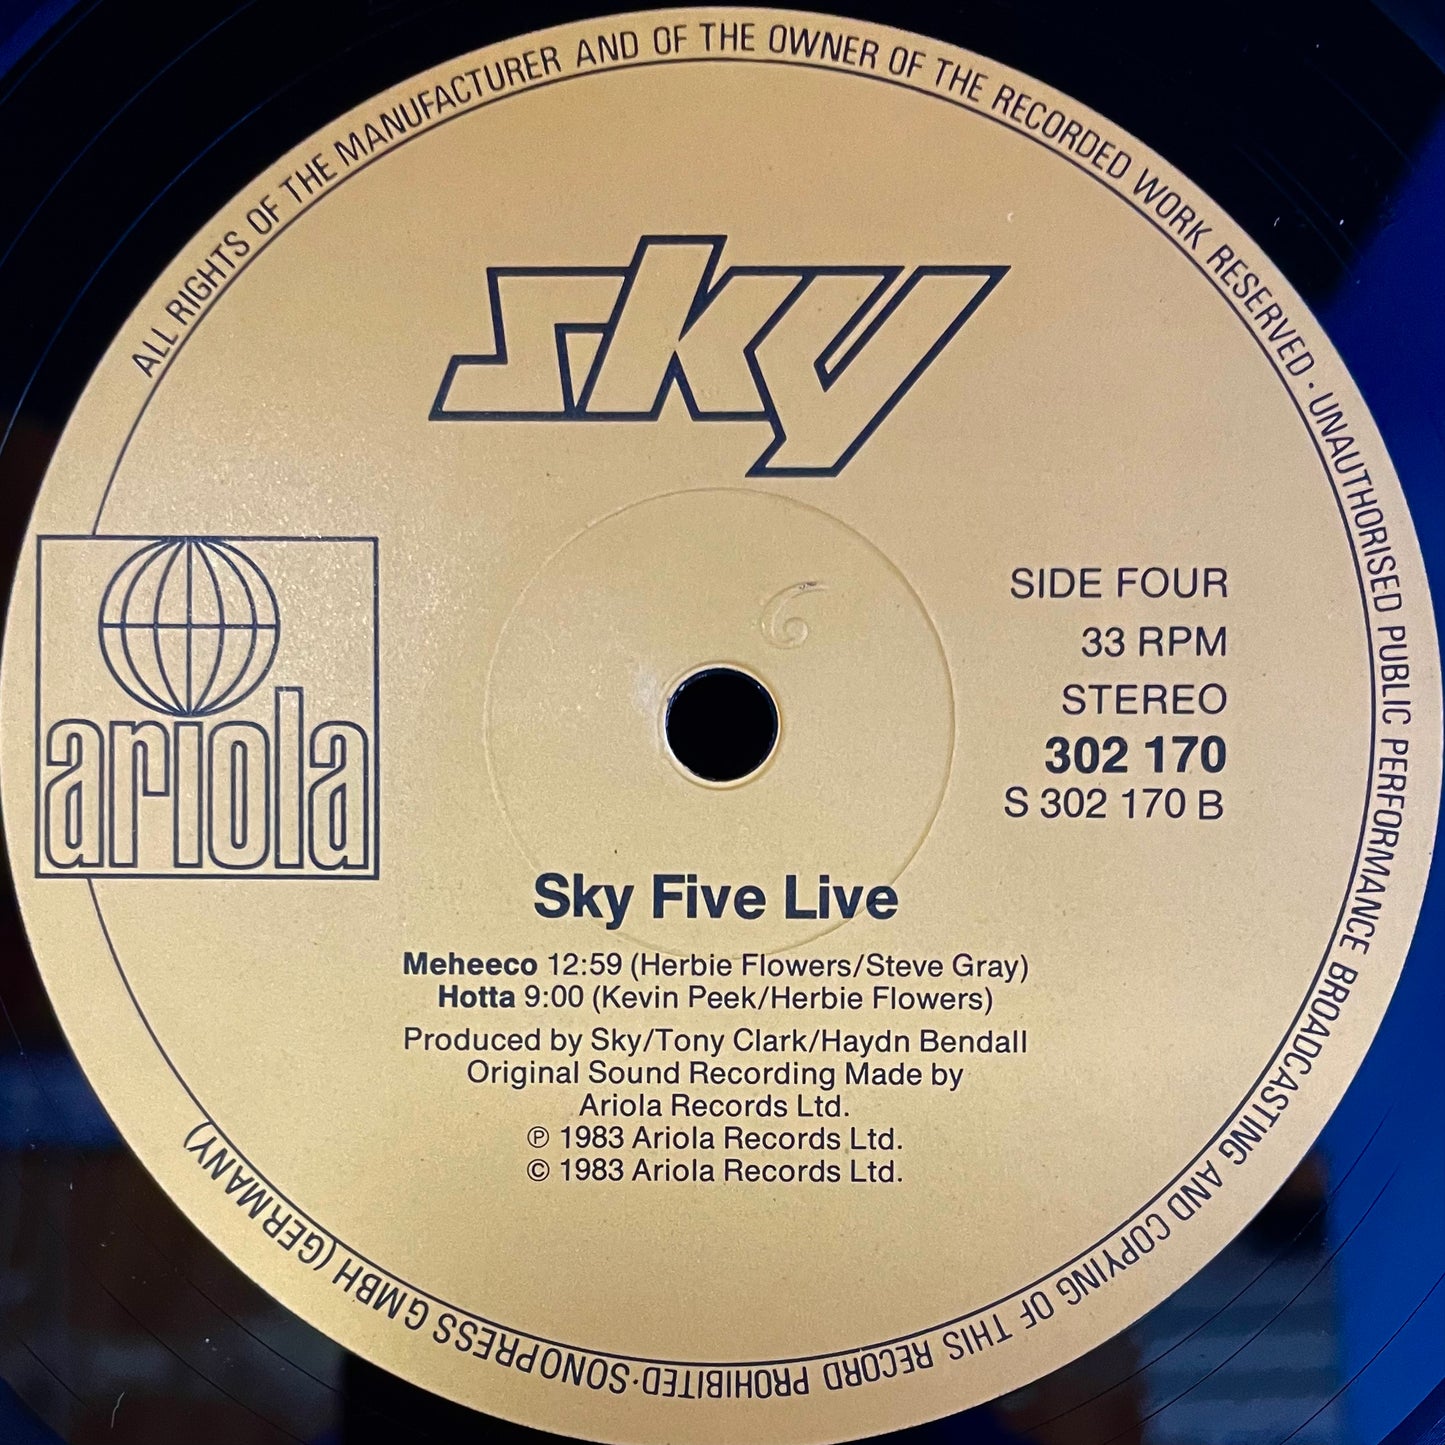 ALL RIGHTS OF THE MANUFACTURER AND OF THE OWNER OF THE RECORDED WORK RESERVED · UNAUTHORISED PUBLIC PERFORMANCE BROADCASTING AND COPYING OF THIS RECORD PROHIBITED · SONOPRESS GMBH (GERMANY)
sky
ariola
SIDE FOUR
33 RPM
STEREO
302 170
S 302 170 B
6
Sky Five Live
Meheeco 12:59 (Herbie Flowers/Steve Gray)
Hotta 9:00 (Kevin Peek/Herbie Flowers)
Produced by Sky/Tony Clark/Haydn Bendall
Original Sound Recording Made by
Ariola Records Ltd.
℗ 1983 Ariola Records Ltd.
© 1983 Ariola Records Ltd.